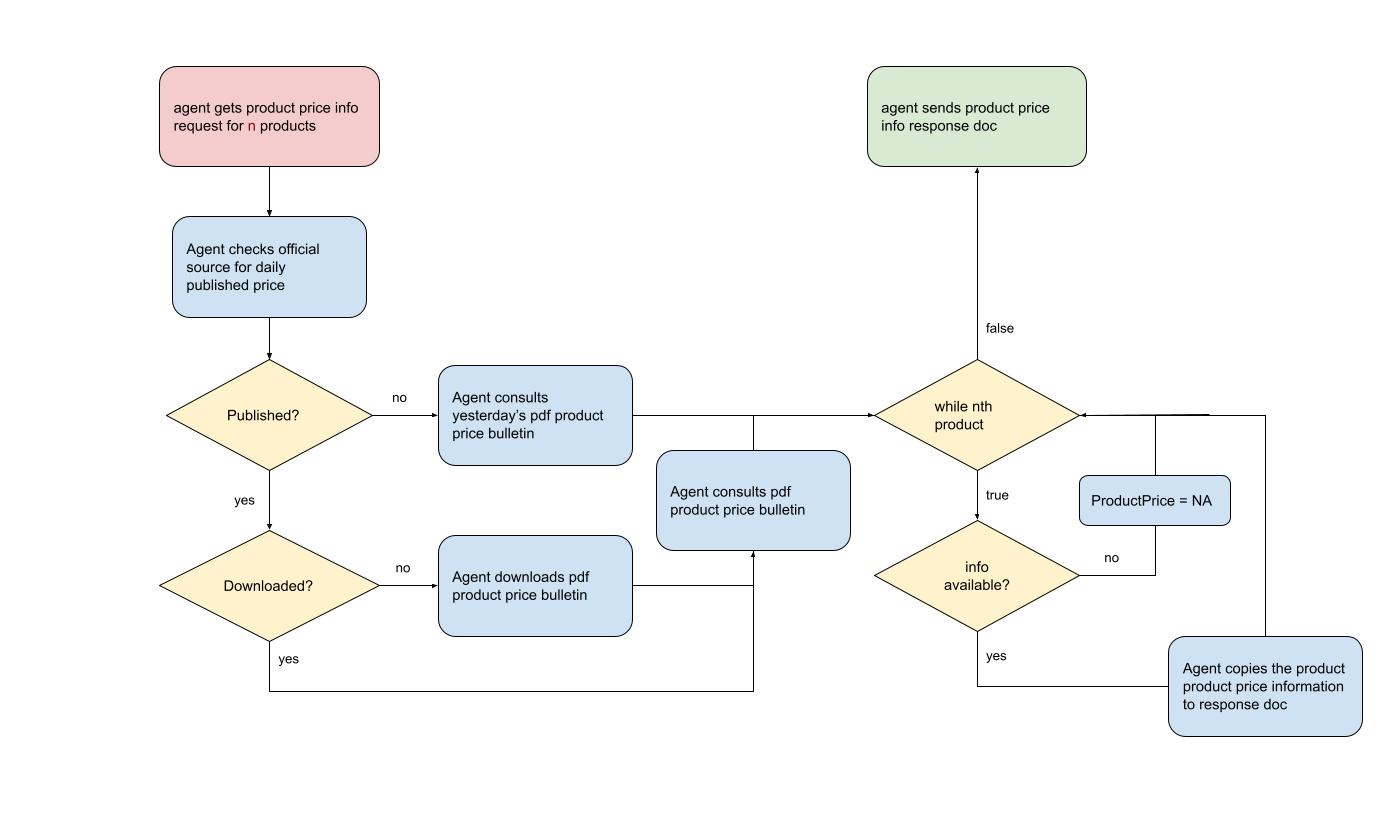 agent gets product price info
request for n products
agent sends product price
info response doc
Agent checks official
source for daily
published price
false
Published?
no
Agent consults
yesterday's pdf product
price bulletin
while nth
product
yes
Agent consults pdf
product price bulletin
true
ProductPrice = NA
Downloaded?
no
Agent downloads pdf
product price bulletin
info
available?
no
yes
yes
Agent copies the product
product price information
to response doc